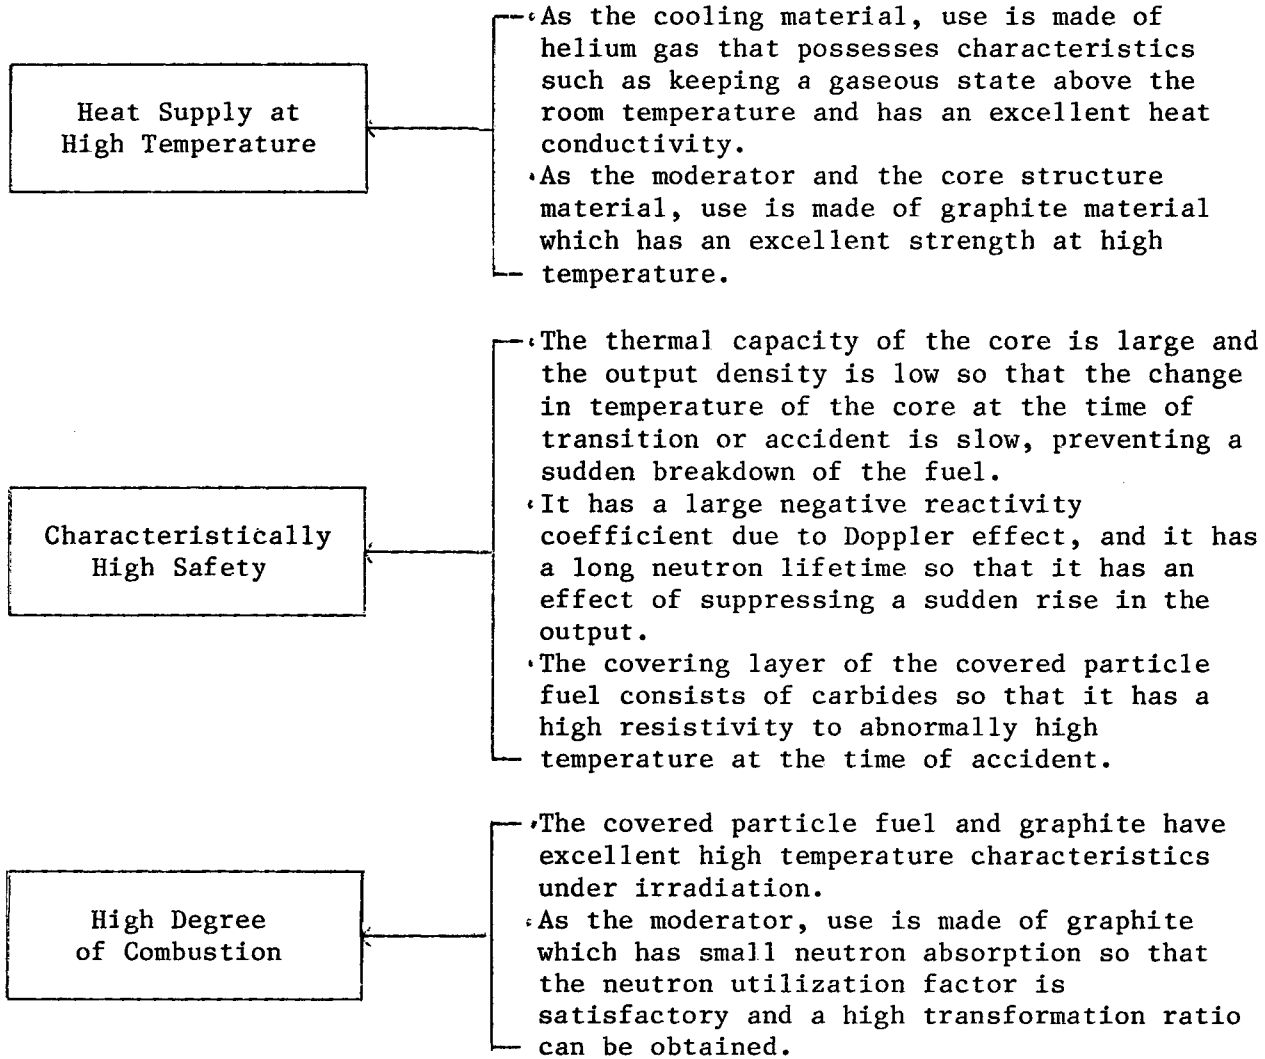 Heat Supply at
High Temperature
·As the cooling material, use is made of
helium gas that possesses characteristics
such as keeping a gaseous state above the
room temperature and has an excellent heat
conductivity.
·As the moderator and the core structure
material, use is made of graphite material
which has an excellent strength at high
temperature.
Characteristically
High Safety
·The thermal capacity of the core is large and
the output density is low so that the change
in temperature of the core at the time of
transition or accident is slow, preventing a
sudden breakdown of the fuel.
·It has a large negative reactivity
coefficient due to Doppler effect, and it has
a long neutron lifetime so that it has an
effect of suppressing a sudden rise in the
output.
·The covering layer of the covered particle
fuel consists of carbides so that it has a
high resistivity to abnormally high
temperature at the time of accident.
High Degree
of Combustion
·The covered particle fuel and graphite have
excellent high temperature characteristics
under irradiation.
·As the moderator, use is made of graphite
which has small neutron absorption so that
the neutron utilization factor is
satisfactory and a high transformation ratio
can be obtained.